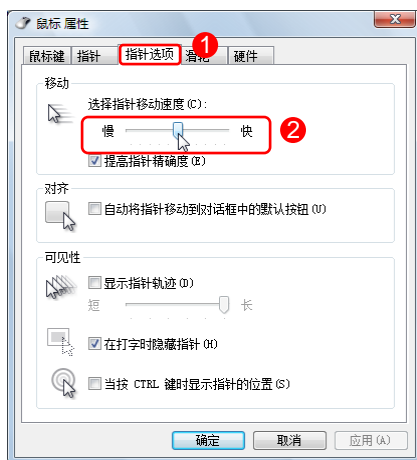 鼠标 属性
鼠标键 指针 指针选项 滑轮 硬件
1
移动
选择指针移动速度(C):
慢 快
2
提高指针精确度(E)
对齐
自动将指针移动到对话框中的默认按钮(U)
可见性
显示指针轨迹(D)
短 长
在打字时隐藏指针(H)
当按 CTRL 键时显示指针的位置(S)
确定 取消 应用(A)